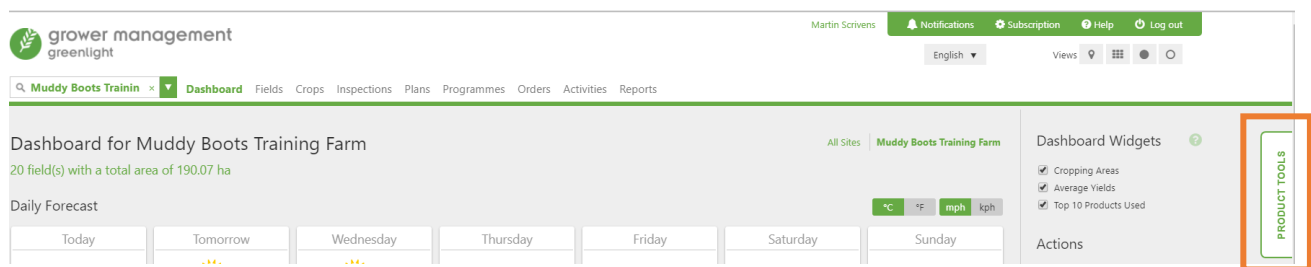 Martin Scrivens Notifications Subscription Help Log out
grower management
greenlight
English Views
Muddy Boots Trainin × Dashboard Fields Crops Inspections Plans Programmes Orders Activities Reports
Dashboard for Muddy Boots Training Farm
All Sites Muddy Boots Training Farm
20 field(s) with a total area of 190.07 ha
Daily Forecast
°C °F mph kph
Today Tomorrow Wednesday Thursday Friday Saturday Sunday
Dashboard Widgets ?
Cropping Areas
Average Yields
Top 10 Products Used
Actions
PRODUCT TOOLS